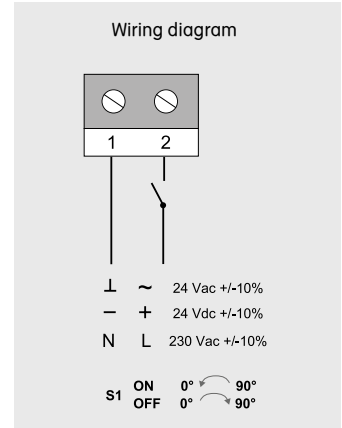 Wiring diagram
1 2
⊥ ~ 24 Vac +/-10%
− + 24 Vdc +/-10%
N L 230 Vac +/-10%
S1 ON 0° 90°
OFF 0° 90°